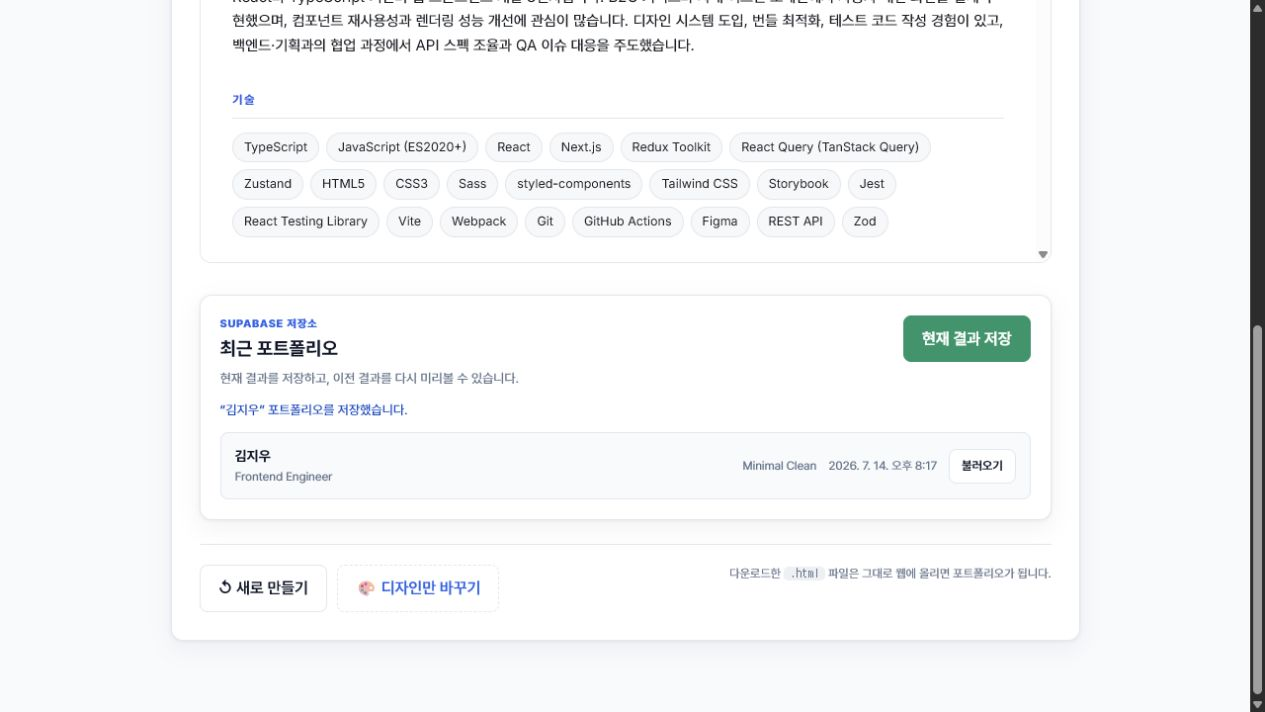 현했으며, 컴포넌트 재사용성과 렌더링 성능 개선에 관심이 많습니다. 디자인 시스템 도입, 번들 최적화, 테스트 코드 작성 경험이 있고,
백엔드·기획과의 협업 과정에서 API 스펙 조율과 QA 이슈 대응을 주도했습니다.
기술
TypeScript JavaScript (ES2020+) React Next.js Redux Toolkit React Query (TanStack Query)
Zustand HTML5 CSS3 Sass styled-components Tailwind CSS Storybook Jest
React Testing Library Vite Webpack Git GitHub Actions Figma REST API Zod
SUPABASE 저장소
최근 포트폴리오
현재 결과 저장
현재 결과를 저장하고, 이전 결과를 다시 미리볼 수 있습니다.
"김지우" 포트폴리오를 저장했습니다.
김지우
Frontend Engineer
Minimal Clean 2026. 7. 14. 오후 8:17 불러오기
새로 만들기 디자인만 바꾸기
다운로드한 .html 파일은 그대로 웹에 올리면 포트폴리오가 됩니다.